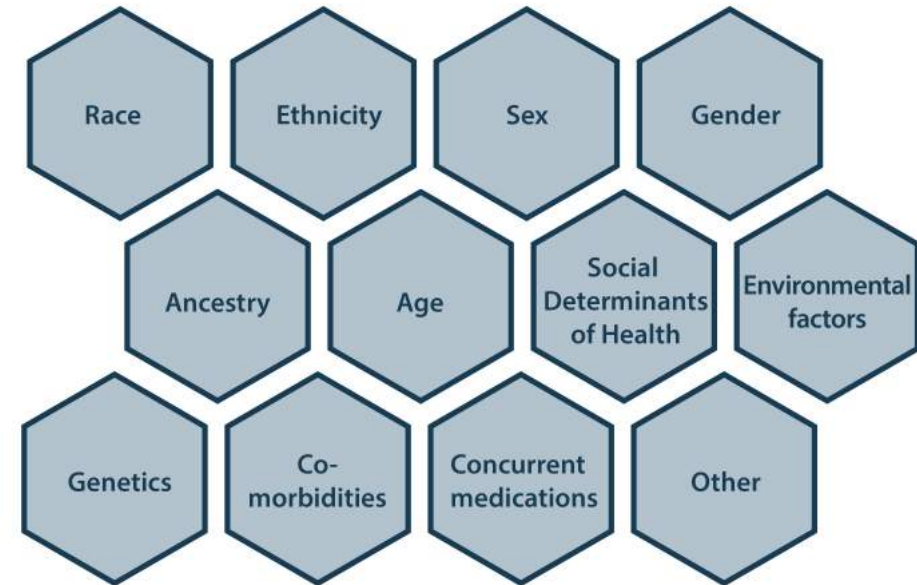 Race
Ethnicity
Sex
Gender
Ancestry
Age
Social
Determinants
of Health
Environmental
factors
Genetics
Co-
morbidities
Concurrent
medications
Other